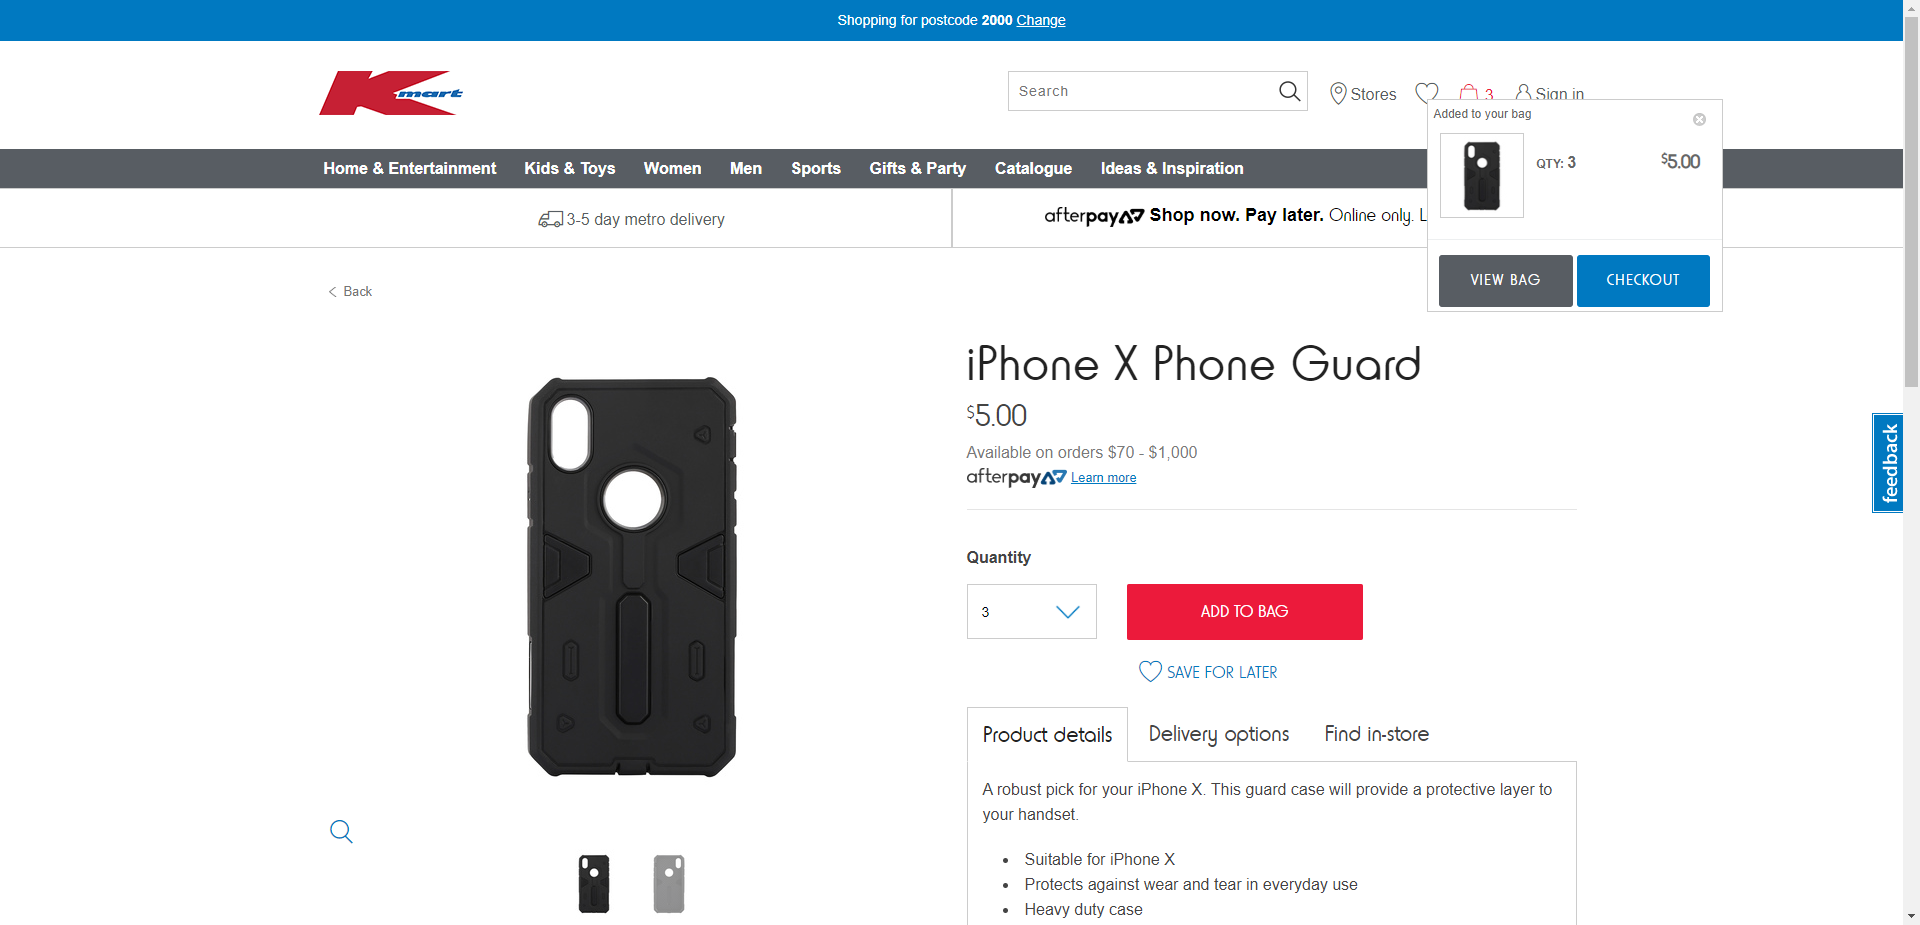 Shopping for postcode 2000 Change
Kmart
Search
Stores
3
Sign in
Added to your bag
QTY: 3
$5.00
VIEW BAG
CHECKOUT
Home & Entertainment
Kids & Toys
Women
Men
Sports
Gifts & Party
Catalogue
Ideas & Inspiration
3-5 day metro delivery
afterpay Shop now. Pay later. Online only. L
Back
iPhone X Phone Guard
$5.00
Available on orders $70 - $1,000
afterpay Learn more
feedback
Quantity
3
ADD TO BAG
SAVE FOR LATER
Product details
Delivery options
Find in-store
A robust pick for your iPhone X. This guard case will provide a protective layer to
your handset.
• Suitable for iPhone X
• Protects against wear and tear in everyday use
• Heavy duty case